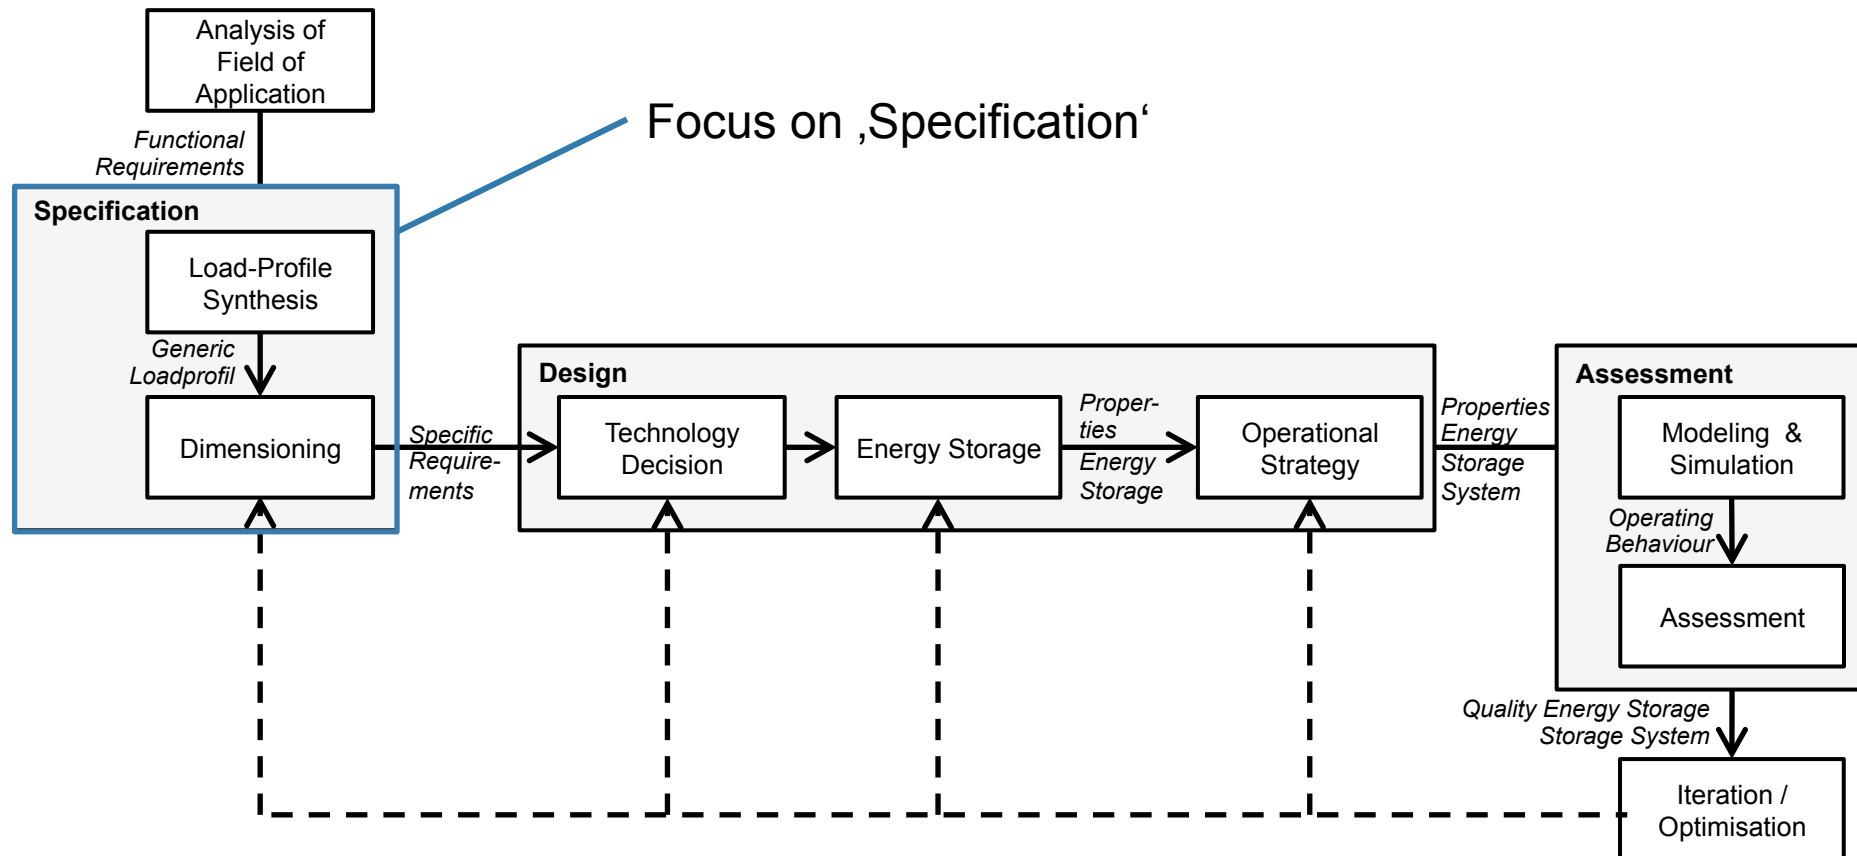 Analysis of
Field of
Application
Functional
Requirements
Focus on ‚Specification‘
Specification
Load-Profile
Synthesis
Generic
Loadprofil
Dimensioning
Specific
Require-
ments
Design
Technology
Decision
Energy Storage
Proper-
ties
Energy
Storage
Operational
Strategy
Properties
Energy
Storage
System
Assessment
Modeling & 
Simulation
Operating
Behaviour
Assessment
Quality Energy Storage
Storage System
Iteration /
Optimisation